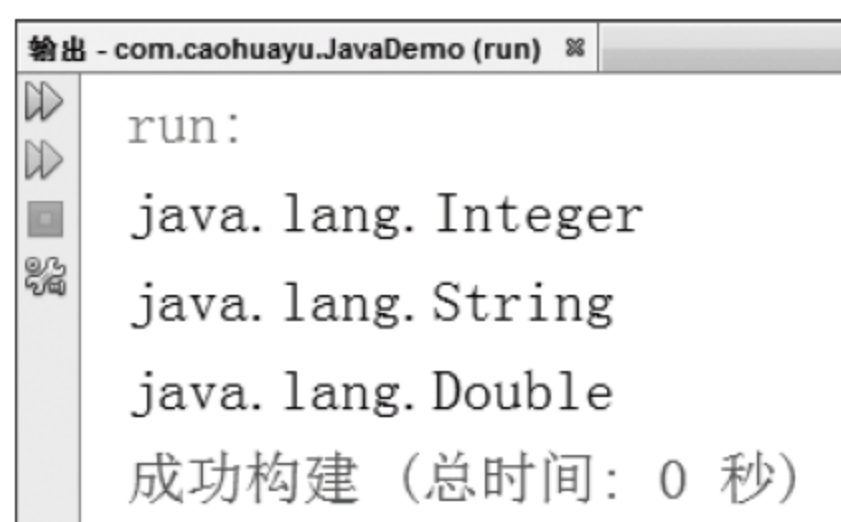 输出 - com.caohuayu.JavaDemo (run)
run:
java.lang.Integer
java.lang.String
java.lang.Double
成功构建 (总时间: 0 秒)